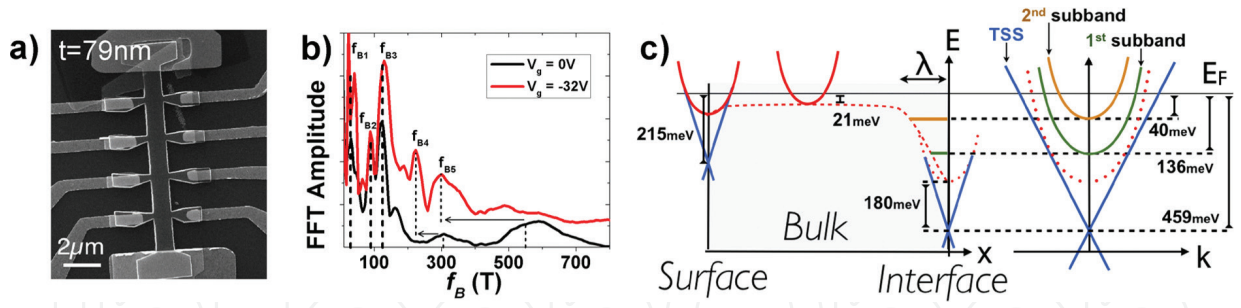 a)
t=79nm
2μm
b)
FFT Amplitude
f_B1
f_B3
f_B2
f_B4
f_B5
V_g = 0V
V_g = -32V
100
300
500
700
f_B (T)
c)
2nd subband
TSS
1st subband
E
E_F
λ
215meV
21meV
40meV
136meV
180meV
459meV
Bulk
x
k
Surface
Interface